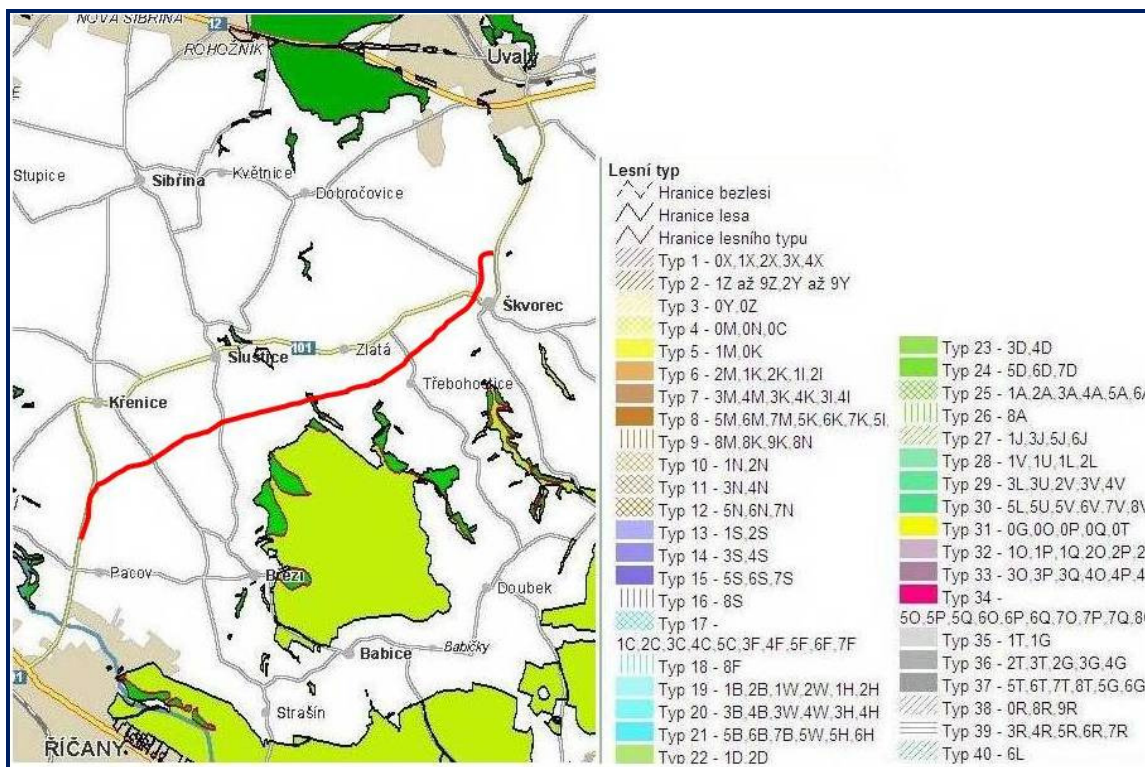 NOVÁ SIBŘINA
12
ROHOŽNÍK
Úvaly
Stupice
Sibřina
Květnice
Dobročovice
Škvorec
101
Sluštice
Zlatá
Třebohostice
Křenice
Pacov
Březí
Doubek
Babice
Babičky
Strašín
ŘÍČANY
Lesní typ
Hranice bezlesí
Hranice lesa
Hranice lesního typu
Typ 1 - 0X,1X,2X,3X,4X
Typ 2 - 1Z až 9Z,2Y až 9Y
Typ 3 - 0Y,0Z
Typ 4 - 0M,0N,0C
Typ 5 - 1M,0K
Typ 6 - 2M,1K,2K,1I,2I
Typ 7 - 3M,4M,3K,4K,3I,4I
Typ 8 - 5M,6M,7M,5K,6K,7K,5I,
Typ 9 - 8M,8K,9K,8N
Typ 10 - 1N,2N
Typ 11 - 3N,4N
Typ 12 - 5N,6N,7N
Typ 13 - 1S,2S
Typ 14 - 3S,4S
Typ 15 - 5S,6S,7S
Typ 16 - 8S
Typ 17 -
1C,2C,3C,4C,5C,3F,4F,5F,6F,7F
Typ 18 - 8F
Typ 19 - 1B,2B,1W,2W,1H,2H
Typ 20 - 3B,4B,3W,4W,3H,4H
Typ 21 - 5B,6B,7B,5W,5H,6H
Typ 22 - 1D,2D
Typ 23 - 3D,4D
Typ 24 - 5D,6D,7D
Typ 25 - 1A,2A,3A,4A,5A,6A
Typ 26 - 8A
Typ 27 - 1J,3J,5J,6J
Typ 28 - 1V,1U,1L,2L
Typ 29 - 3L,3U,2V,3V,4V
Typ 30 - 5L,5U,5V,6V,7V,8V
Typ 31 - 0G,0O,0P,0Q,0T
Typ 32 - 1O,1P,1Q,2O,2P,2
Typ 33 - 3O,3P,3Q,4O,4P,4
Typ 34 -
5O,5P,5Q,6O,6P,6Q,7O,7P,7Q,8
Typ 35 - 1T,1G
Typ 36 - 2T,3T,2G,3G,4G
Typ 37 - 5T,6T,7T,8T,5G,6G
Typ 38 - 0R,8R,9R
Typ 39 - 3R,4R,5R,6R,7R
Typ 40 - 6L